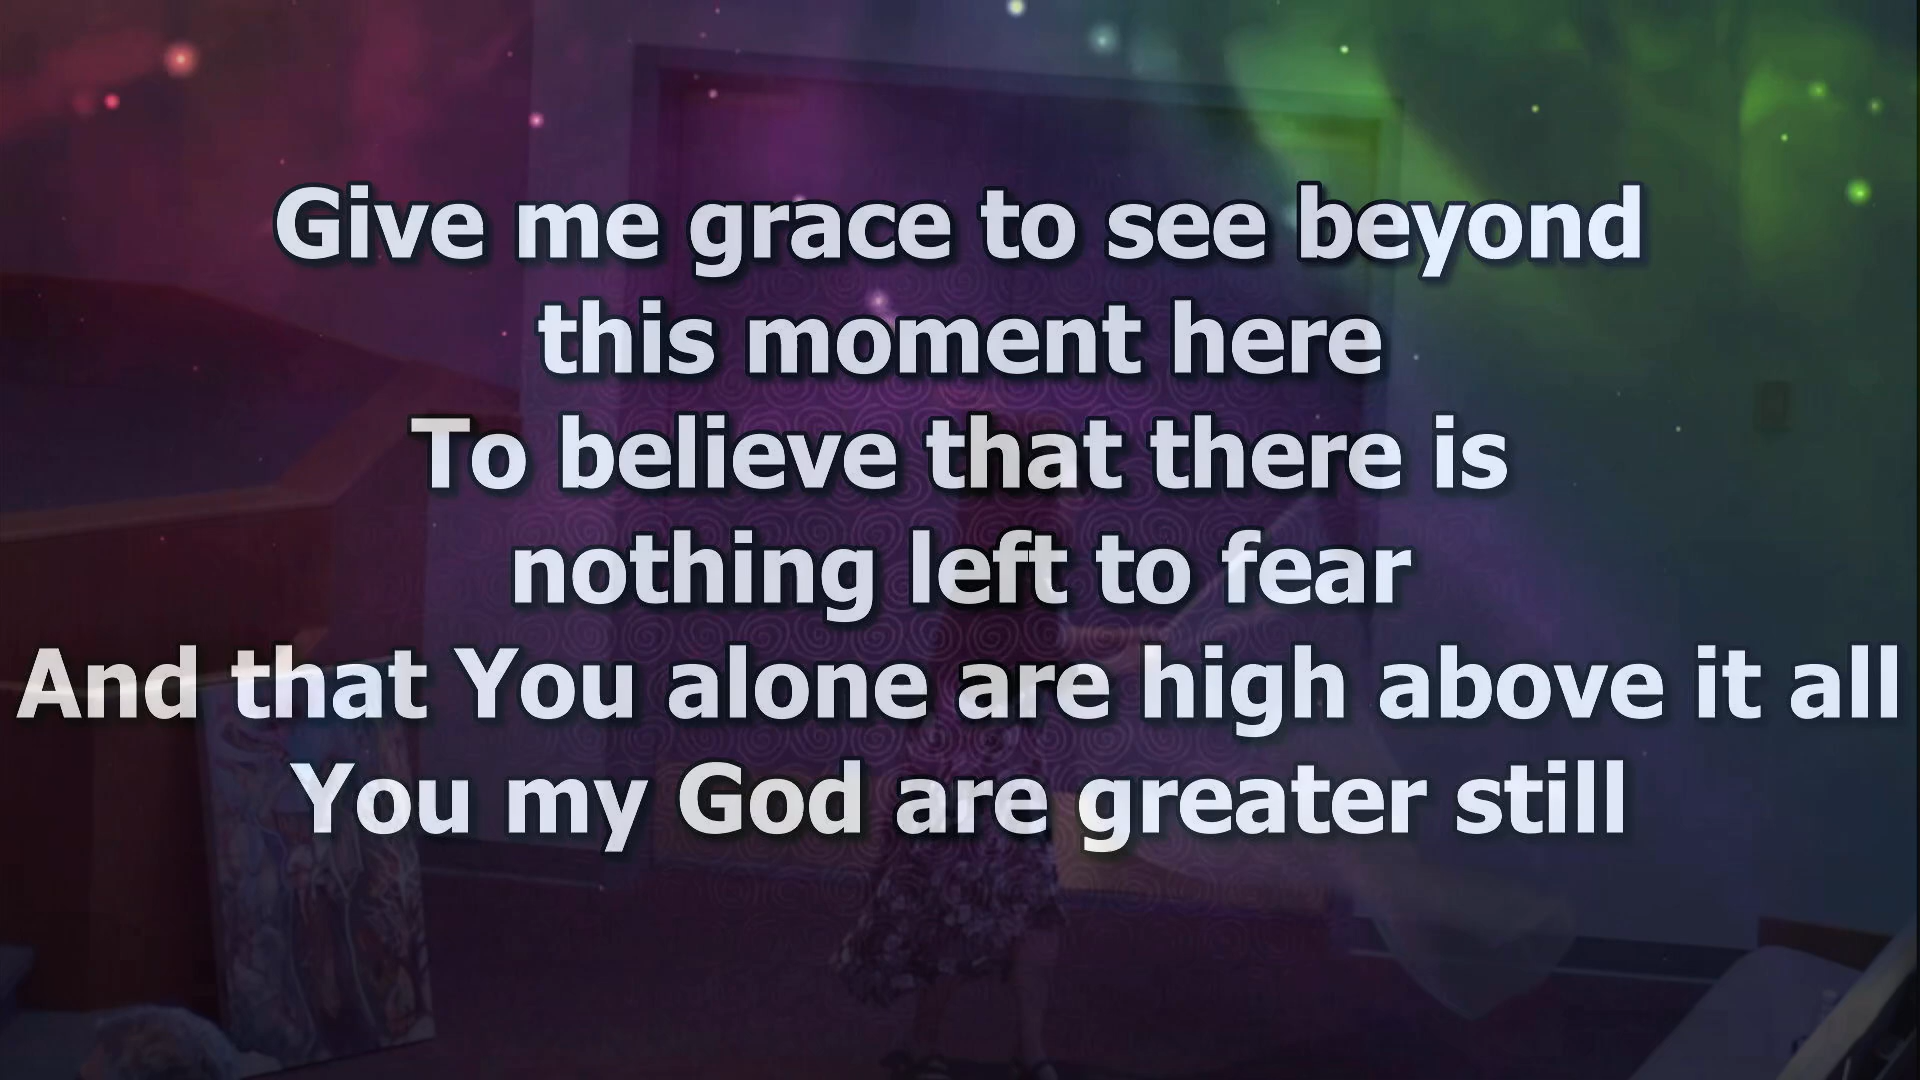 Give me grace to see beyond
this moment here
To believe that there is
nothing left to fear
And that You alone are high above it all
You my God are greater still